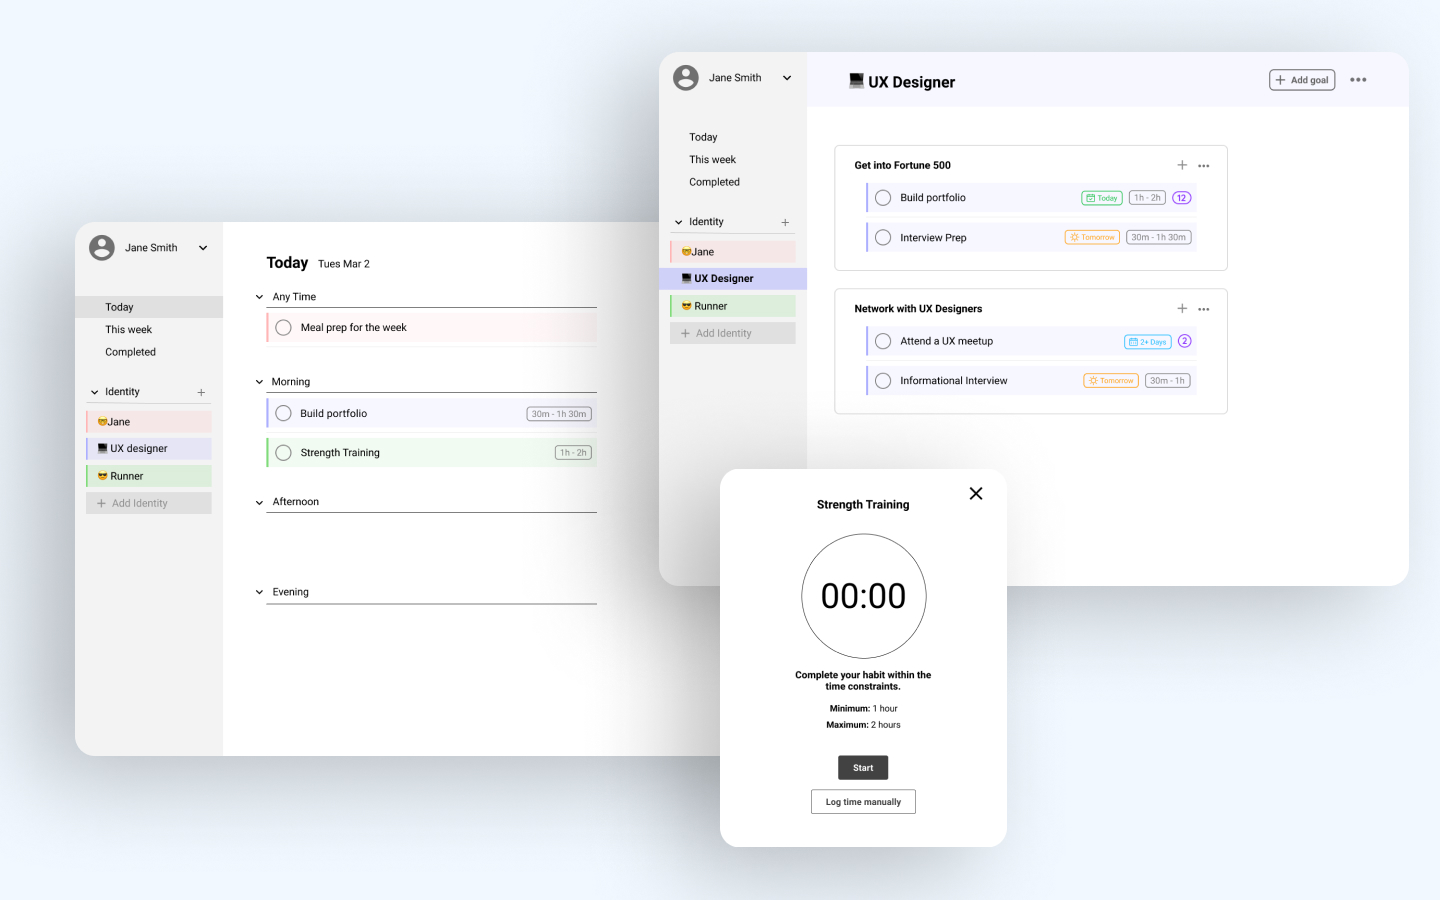 Jane Smith
Today
This week
Completed
Identity
Jane
UX designer
Runner
Add Identity
Today Tues Mar 2
Any Time
Meal prep for the week
Morning
Build portfolio 30m - 1h 30m
Strength Training 1h - 2h
Afternoon
Evening
Jane Smith
Today
This week
Completed
Identity
Jane
UX Designer
Runner
Add Identity
UX Designer
Add goal
Get into Fortune 500
Build portfolio Today 1h - 2h 12
Interview Prep Tomorrow 30m - 1h 30m
Network with UX Designers
Attend a UX meetup 2+ Days 2
Informational Interview Tomorrow 30m - 1h
Strength Training
00:00
Complete your habit within the
time constraints.
Minimum: 1 hour
Maximum: 2 hours
Start
Log time manually